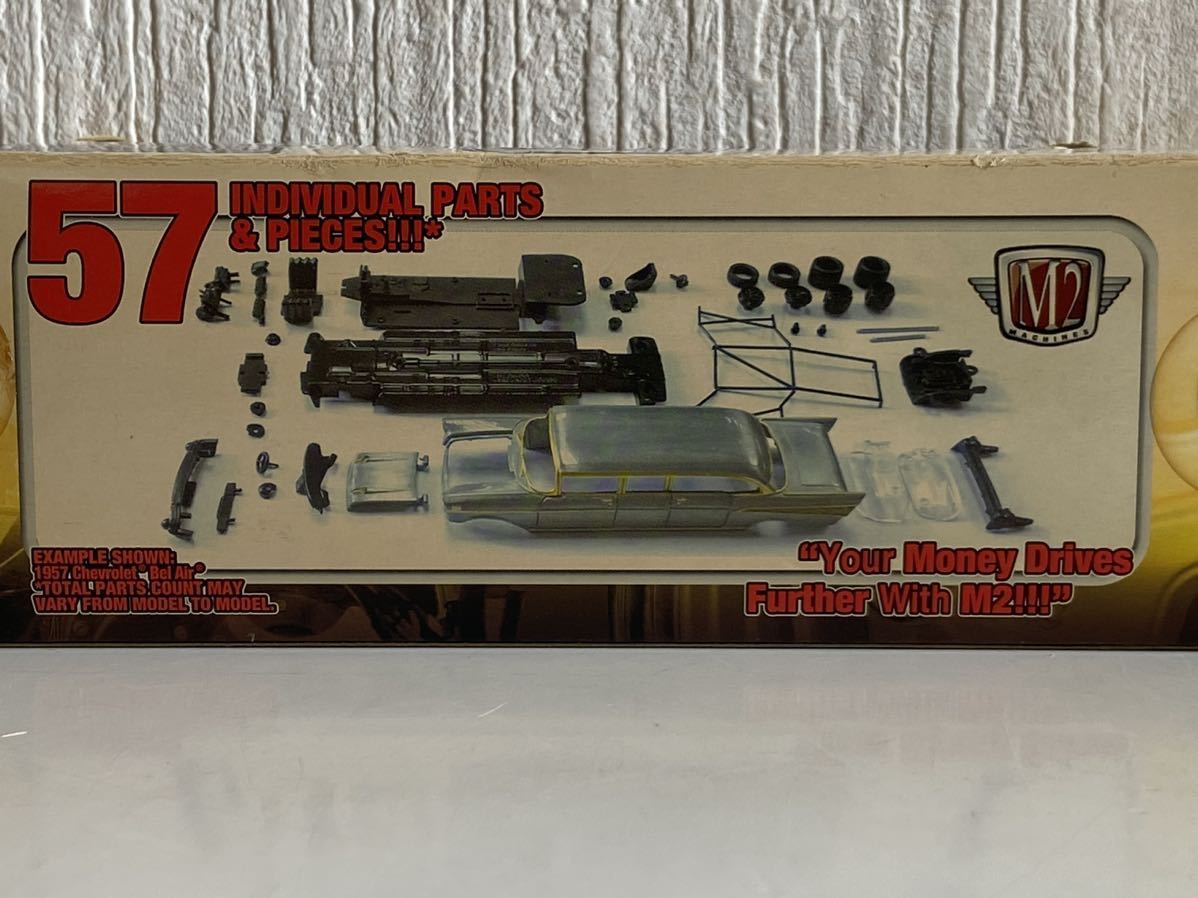 57 INDIVIDUAL PARTS
& PIECES!!!*
M2
MACHINES
EXAMPLE SHOWN:
1957 Chevrolet® Bel Air®
*TOTAL PARTS COUNT MAY
VARY FROM MODEL TO MODEL.
“Your Money Drives
Further With M2!!!”